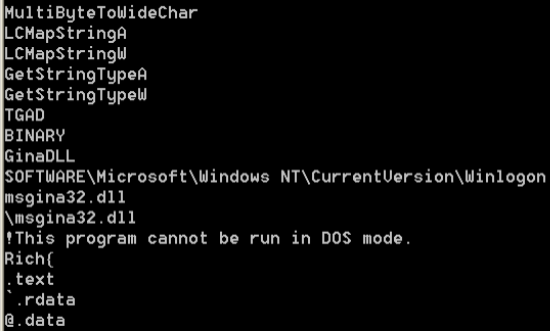 MultiByteToWideChar
LCMapStringA
LCMapStringW
GetStringTypeA
GetStringTypeW
TGAD
BINARY
GinaDLL
SOFTWARE\Microsoft\Windows NT\CurrentVersion\Winlogon
msgina32.dll
\msgina32.dll
!This program cannot be run in DOS mode.
Rich{
.text
`.rdata
@.data